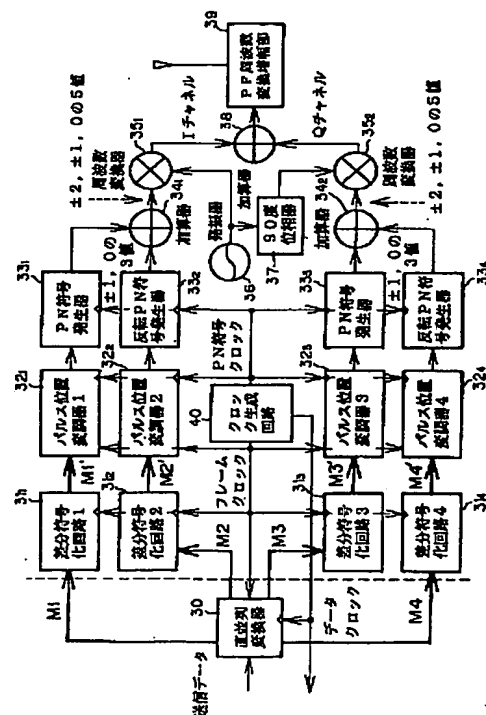 送信データ
30
直並列
変換器
M1
M2
M3
M4
データ
クロック
31₁
差分符号
化回路1
31₂
差分符号
化回路2
31₃
差分符号
化回路3
31₄
差分符号
化回路4
M1'
M2'
M3'
M4'
フレーム
クロック
40
クロッ
ク生成
回路
32₁
パルス位置
変調器1
32₂
パルス位置
変調器2
32₃
パルス位置
変調器3
32₄
パルス位置
変調器4
PN符号
クロック
33₁
PN符号
発生器
33₂
反転PN符
号発生器
33₃
PN符号
発生器
33₄
反転PN符
号発生器
±1,0の
3値
±1,0の
3値
34₁
加算器
34₂
加算器
発振器
36
37
90度
位相器
±2,±1,0の5値
周波数
変換器
35₁
Iチャネル
加算器
38
Qチャネル
35₂
周波数
変換器
±2,±1,0の5値
39
PF周波数
変換増幅部